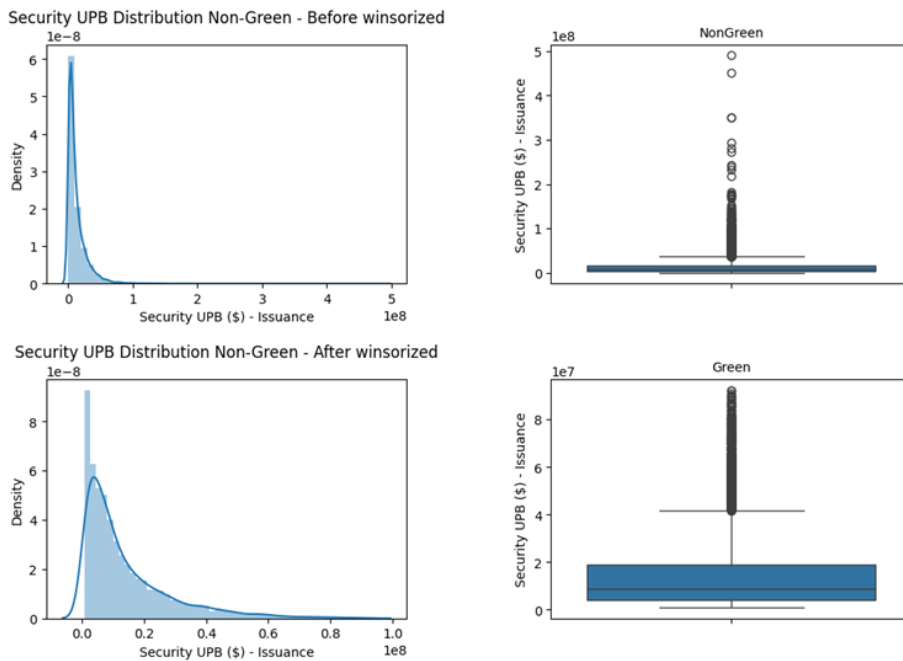 Security UPB Distribution Non-Green - Before winsorized
1e-8
6
5
4
3
2
1
0
Density
0 1 2 3 4 5
1e8
Security UPB ($) - Issuance
NonGreen
1e8
5
4
3
2
1
0
Security UPB ($) - Issuance
Security UPB Distribution Non-Green - After winsorized
1e-8
8
6
4
2
0
Density
0.0 0.2 0.4 0.6 0.8 1.0
1e8
Security UPB ($) - Issuance
Green
1e7
8
6
4
2
0
Security UPB ($) - Issuance